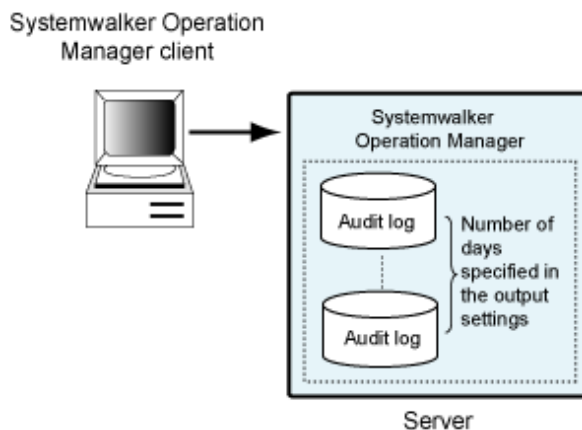 Systemwalker Operation
Manager client
Systemwalker
Operation Manager
Audit log
Number of
days
specified in
the output
settings
Audit log
Server